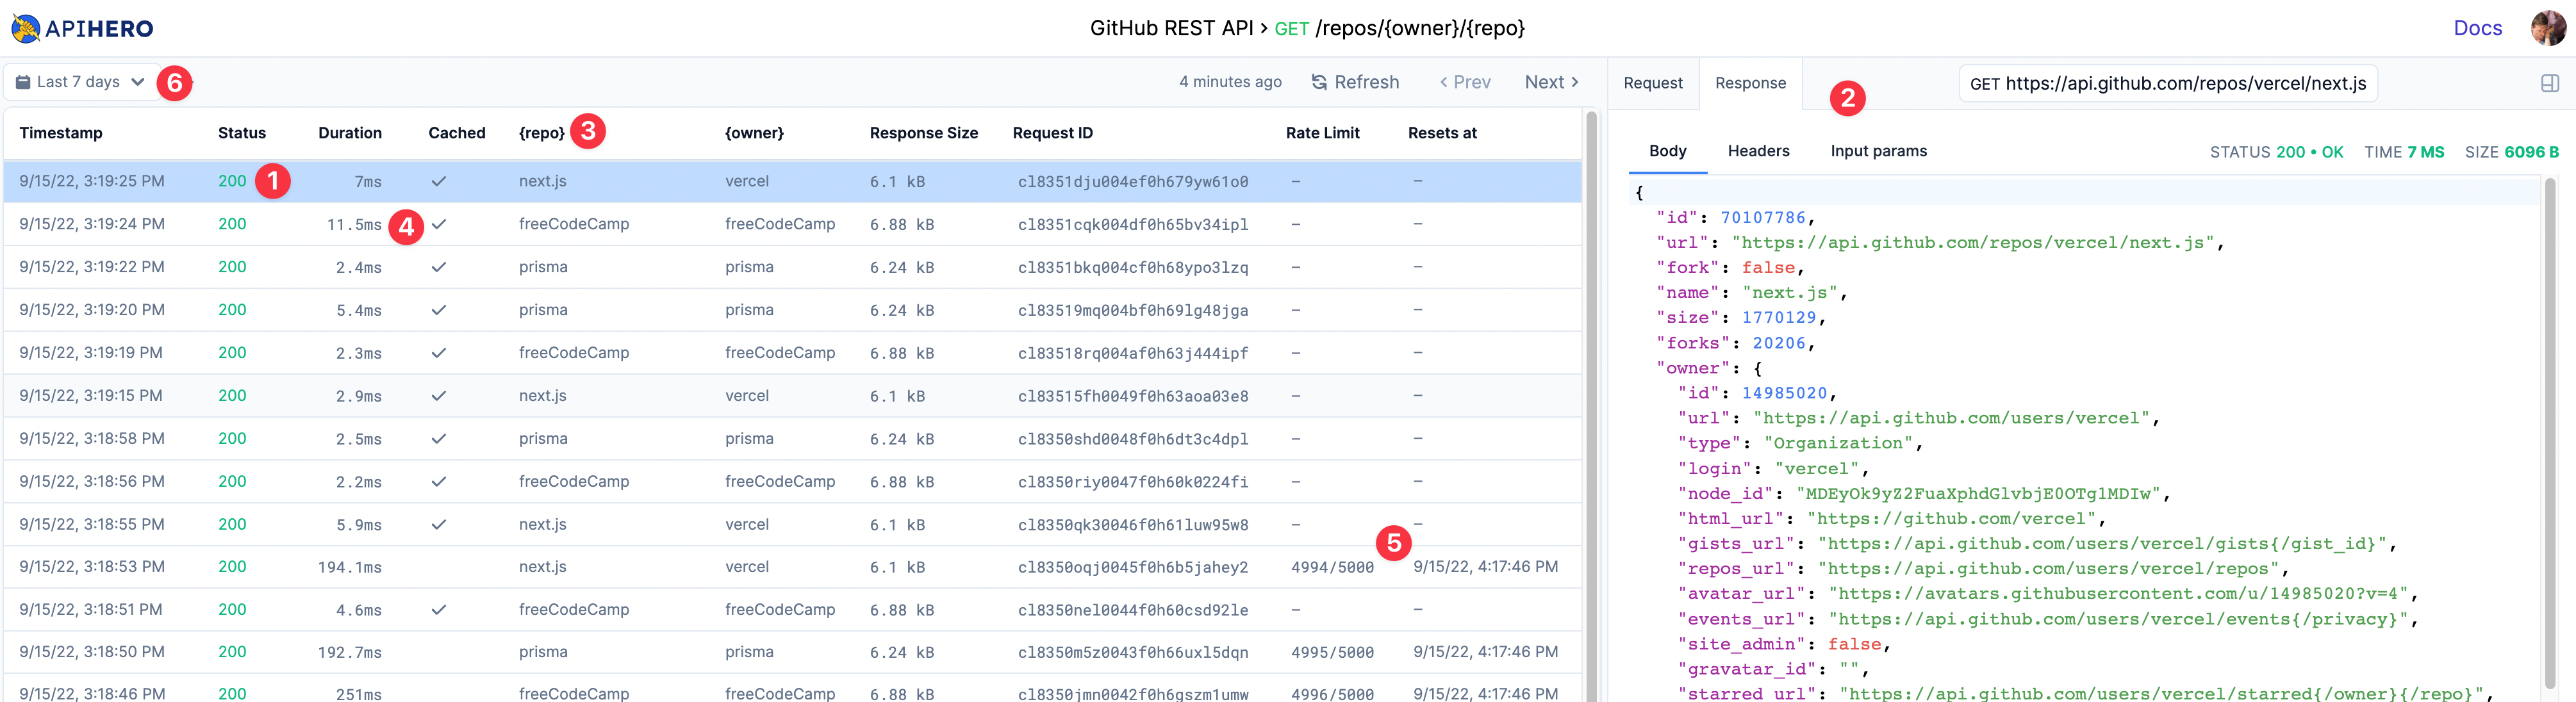 APIHERO
GitHub REST API › GET /repos/{owner}/{repo}
Docs
Last 7 days
6
4 minutes ago
Refresh
‹ Prev
Next ›
Timestamp Status Duration Cached {repo} 3 {owner} Response Size Request ID Rate Limit Resets at
9/15/22, 3:19:25 PM 200 1 7ms ✓ next.js vercel 6.1 kB cl8351dju004ef0h679yw61o0 – –
9/15/22, 3:19:24 PM 200 11.5ms 4 ✓ freeCodeCamp freeCodeCamp 6.88 kB cl8351cqk004df0h65bv34ipl – –
9/15/22, 3:19:22 PM 200 2.4ms ✓ prisma prisma 6.24 kB cl8351bkq004cf0h68ypo3lzq – –
9/15/22, 3:19:20 PM 200 5.4ms ✓ prisma prisma 6.24 kB cl83519mq004bf0h69lg48jga – –
9/15/22, 3:19:19 PM 200 2.3ms ✓ freeCodeCamp freeCodeCamp 6.88 kB cl83518rq004af0h63j444ipf – –
9/15/22, 3:19:15 PM 200 2.9ms ✓ next.js vercel 6.1 kB cl83515fh0049f0h63aoa03e8 – –
9/15/22, 3:18:58 PM 200 2.5ms ✓ prisma prisma 6.24 kB cl8350shd0048f0h6dt3c4dpl – –
9/15/22, 3:18:56 PM 200 2.2ms ✓ freeCodeCamp freeCodeCamp 6.88 kB cl8350riy0047f0h60k0224fi – –
9/15/22, 3:18:55 PM 200 5.9ms ✓ next.js vercel 6.1 kB cl8350qk30046f0h61luw95w8 – –
5
9/15/22, 3:18:53 PM 200 194.1ms next.js vercel 6.1 kB cl8350oqj0045f0h6b5jahey2 4994/5000 9/15/22, 4:17:46 PM
9/15/22, 3:18:51 PM 200 4.6ms ✓ freeCodeCamp freeCodeCamp 6.88 kB cl8350nel0044f0h60csd92le – –
9/15/22, 3:18:50 PM 200 192.7ms prisma prisma 6.24 kB cl8350m5z0043f0h66uxl5dqn 4995/5000 9/15/22, 4:17:46 PM
9/15/22, 3:18:46 PM 200 251ms freeCodeCamp freeCodeCamp 6.88 kB cl8350jmn0042f0h6gszm1umw 4996/5000 9/15/22, 4:17:46 PM
Request Response 2 GET https://api.github.com/repos/vercel/next.js
Body Headers Input params STATUS 200 • OK TIME 7 MS SIZE 6096 B
{
"id": 70107786,
"url": "https://api.github.com/repos/vercel/next.js",
"fork": false,
"name": "next.js",
"size": 1770129,
"forks": 20206,
"owner": {
"id": 14985020,
"url": "https://api.github.com/users/vercel",
"type": "Organization",
"login": "vercel",
"node_id": "MDEyOk9yZ2FuaXphdGlvbjE0OTg1MDIw",
"html_url": "https://github.com/vercel",
"gists_url": "https://api.github.com/users/vercel/gists{/gist_id}",
"repos_url": "https://api.github.com/users/vercel/repos",
"avatar_url": "https://avatars.githubusercontent.com/u/14985020?v=4",
"events_url": "https://api.github.com/users/vercel/events{/privacy}",
"site_admin": false,
"gravatar_id": "",
"starred_url": "https://api.github.com/users/vercel/starred{/owner}{/repo}",